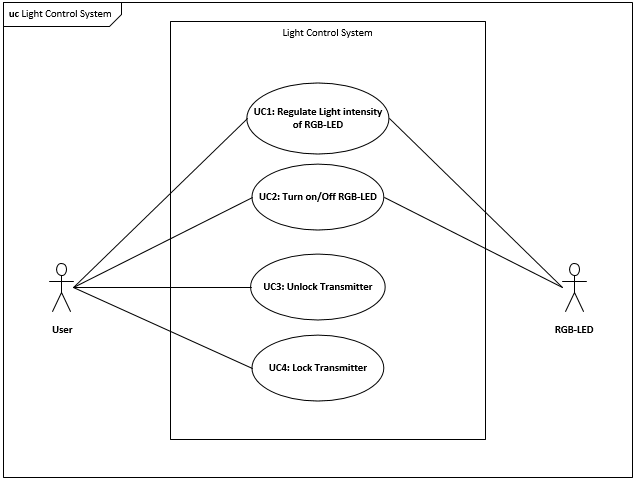 uc Light Control System
Light Control System
UC1: Regulate Light intensity
of RGB-LED
UC2: Turn on/Off RGB-LED
UC3: Unlock Transmitter
UC4: Lock Transmitter
User
RGB-LED